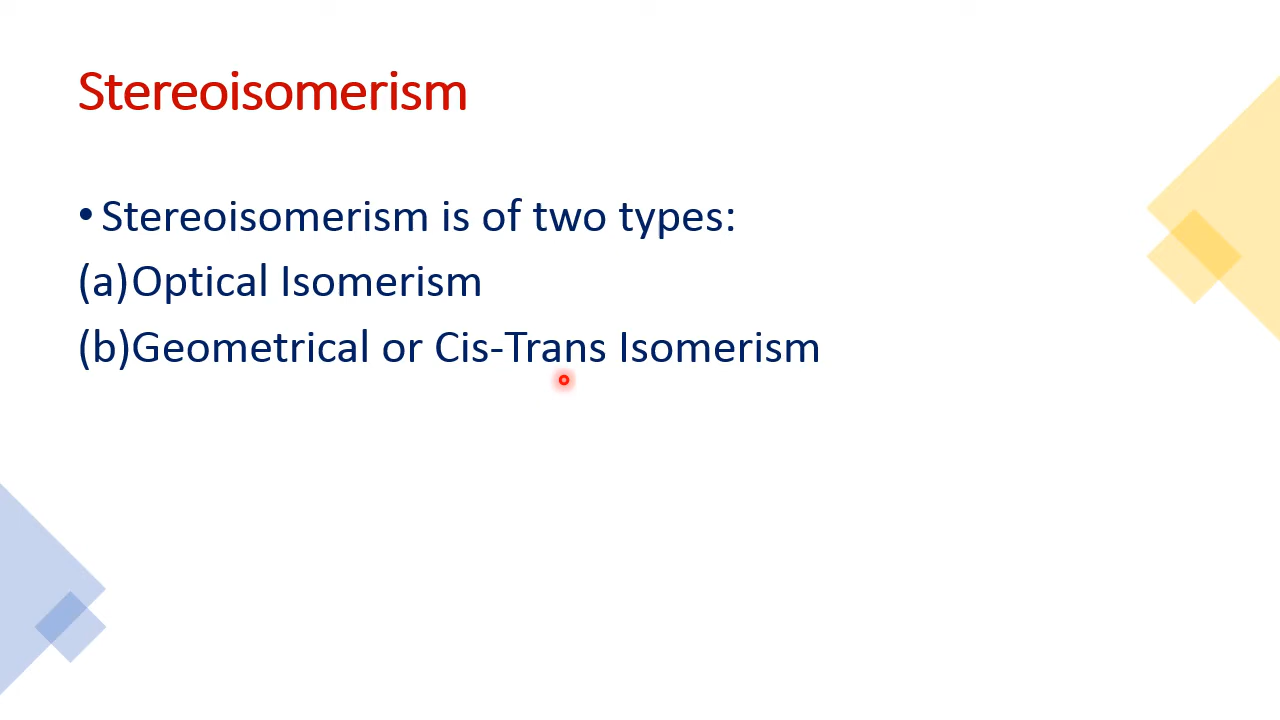 Stereoisomerism
• Stereoisomerism is of two types:
(a)Optical Isomerism
(b)Geometrical or Cis-Trans Isomerism